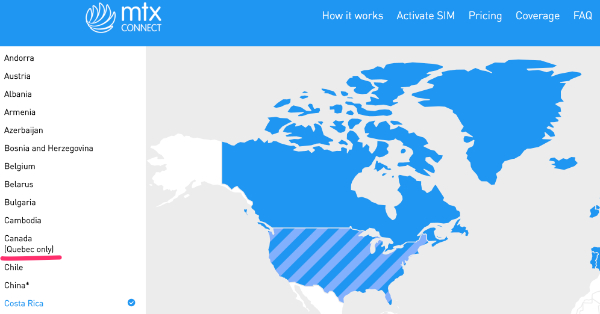 mtx
CONNECT
How it works Activate SIM Pricing Coverage FAQ
Andorra
Austria
Albania
Armenia
Azerbaijan
Bosnia and Herzegovina
Belgium
Belarus
Bulgaria
Cambodia
Canada
(Quebec only)
Chile
China*
Costa Rica